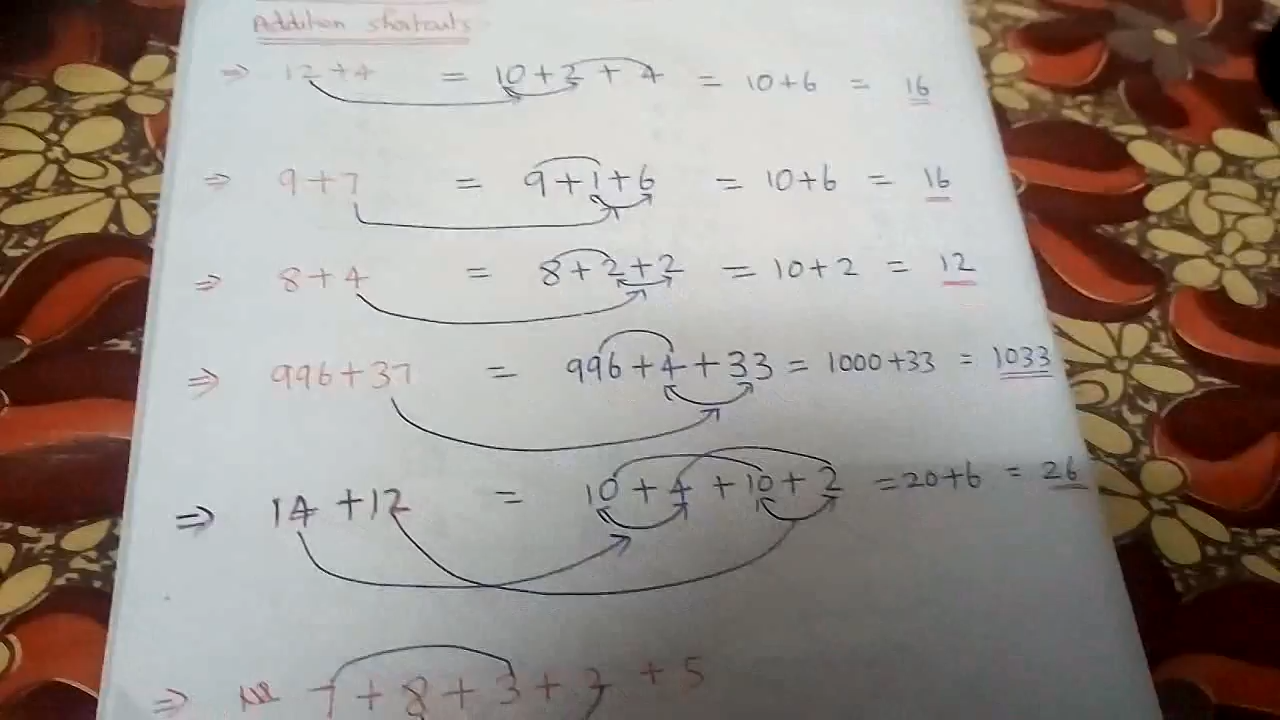 Addition shortcuts
⇒ 12+4 = 10+2+4 = 10+6 = 16
⇒ 9+7 = 9+1+6 = 10+6 = 16
⇒ 8+4 = 8+2+2 = 10+2 = 12
⇒ 996+37 = 996+4+33 = 1000+33 = 1033
⇒ 14+12 = 10+4+10+2 = 20+6 = 26
⇒ 7+8+3+7+5